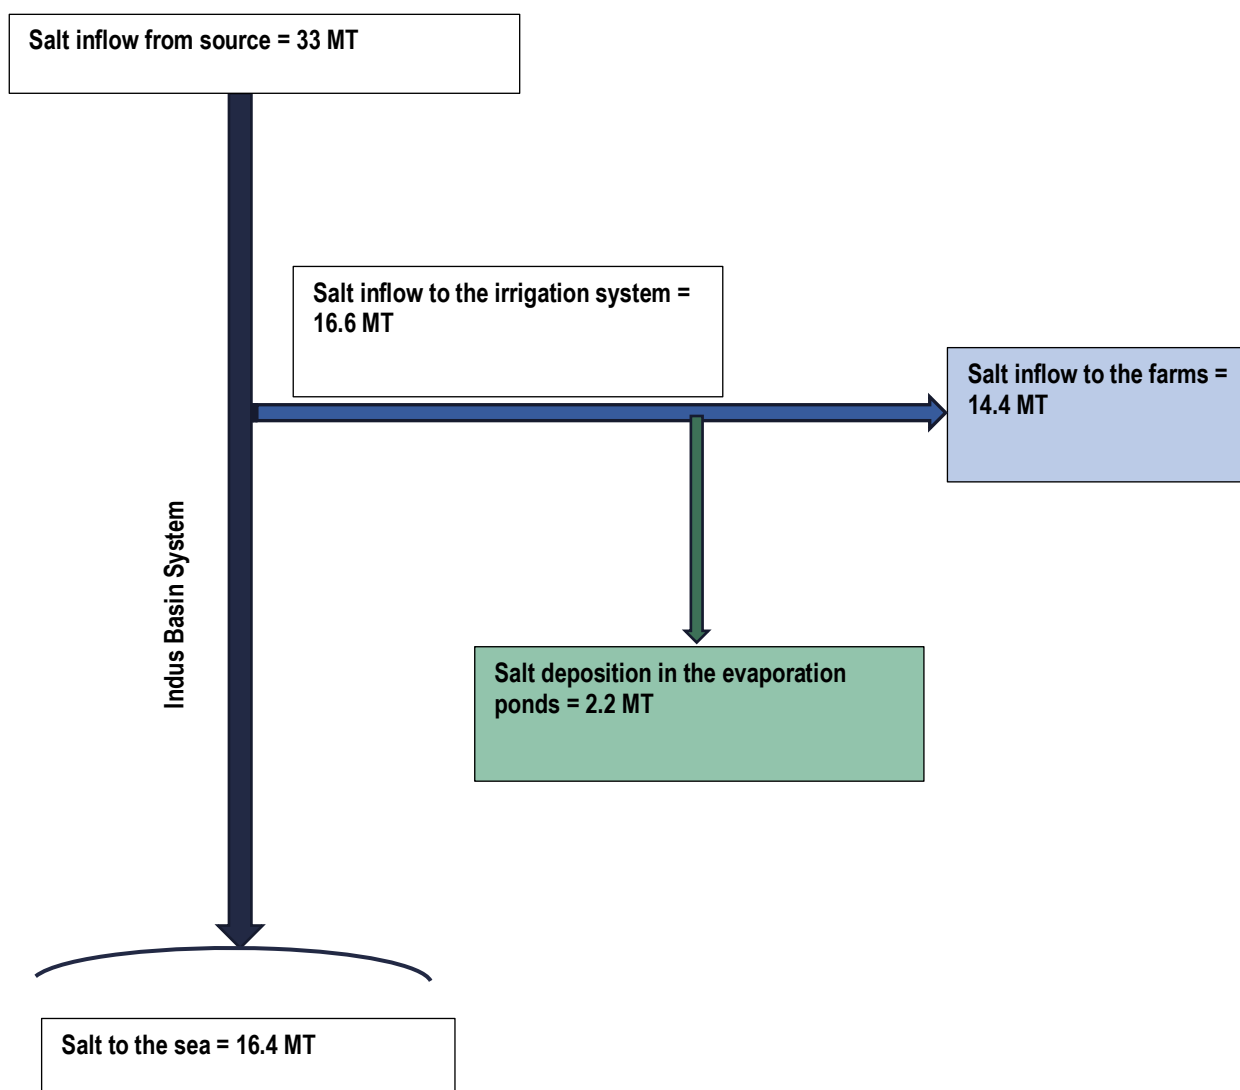 Salt inflow from source = 33 MT
Salt inflow to the irrigation system =
16.6 MT
Salt inflow to the farms =
14.4 MT
Indus Basin System
Salt deposition in the evaporation
ponds = 2.2 MT
Salt to the sea = 16.4 MT